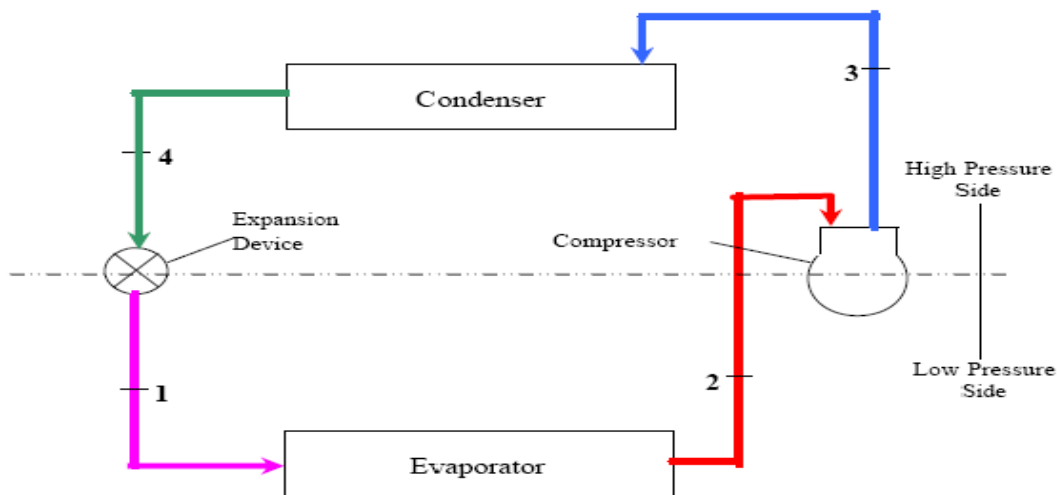 3
Condenser
4
High Pressure
Side
Expansion
Device
Compressor
1
2
Low Pressure
Side
Evaporator